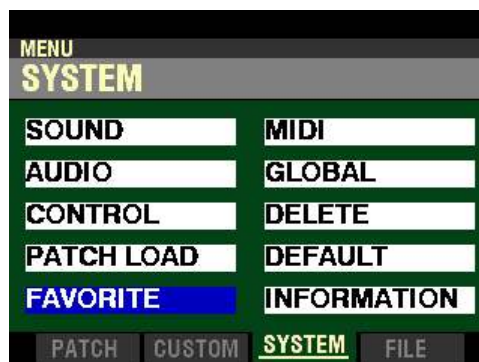 MENU
SYSTEM
SOUND MIDI
AUDIO GLOBAL
CONTROL DELETE
PATCH LOAD DEFAULT
FAVORITE INFORMATION
PATCH CUSTOM SYSTEM FILE